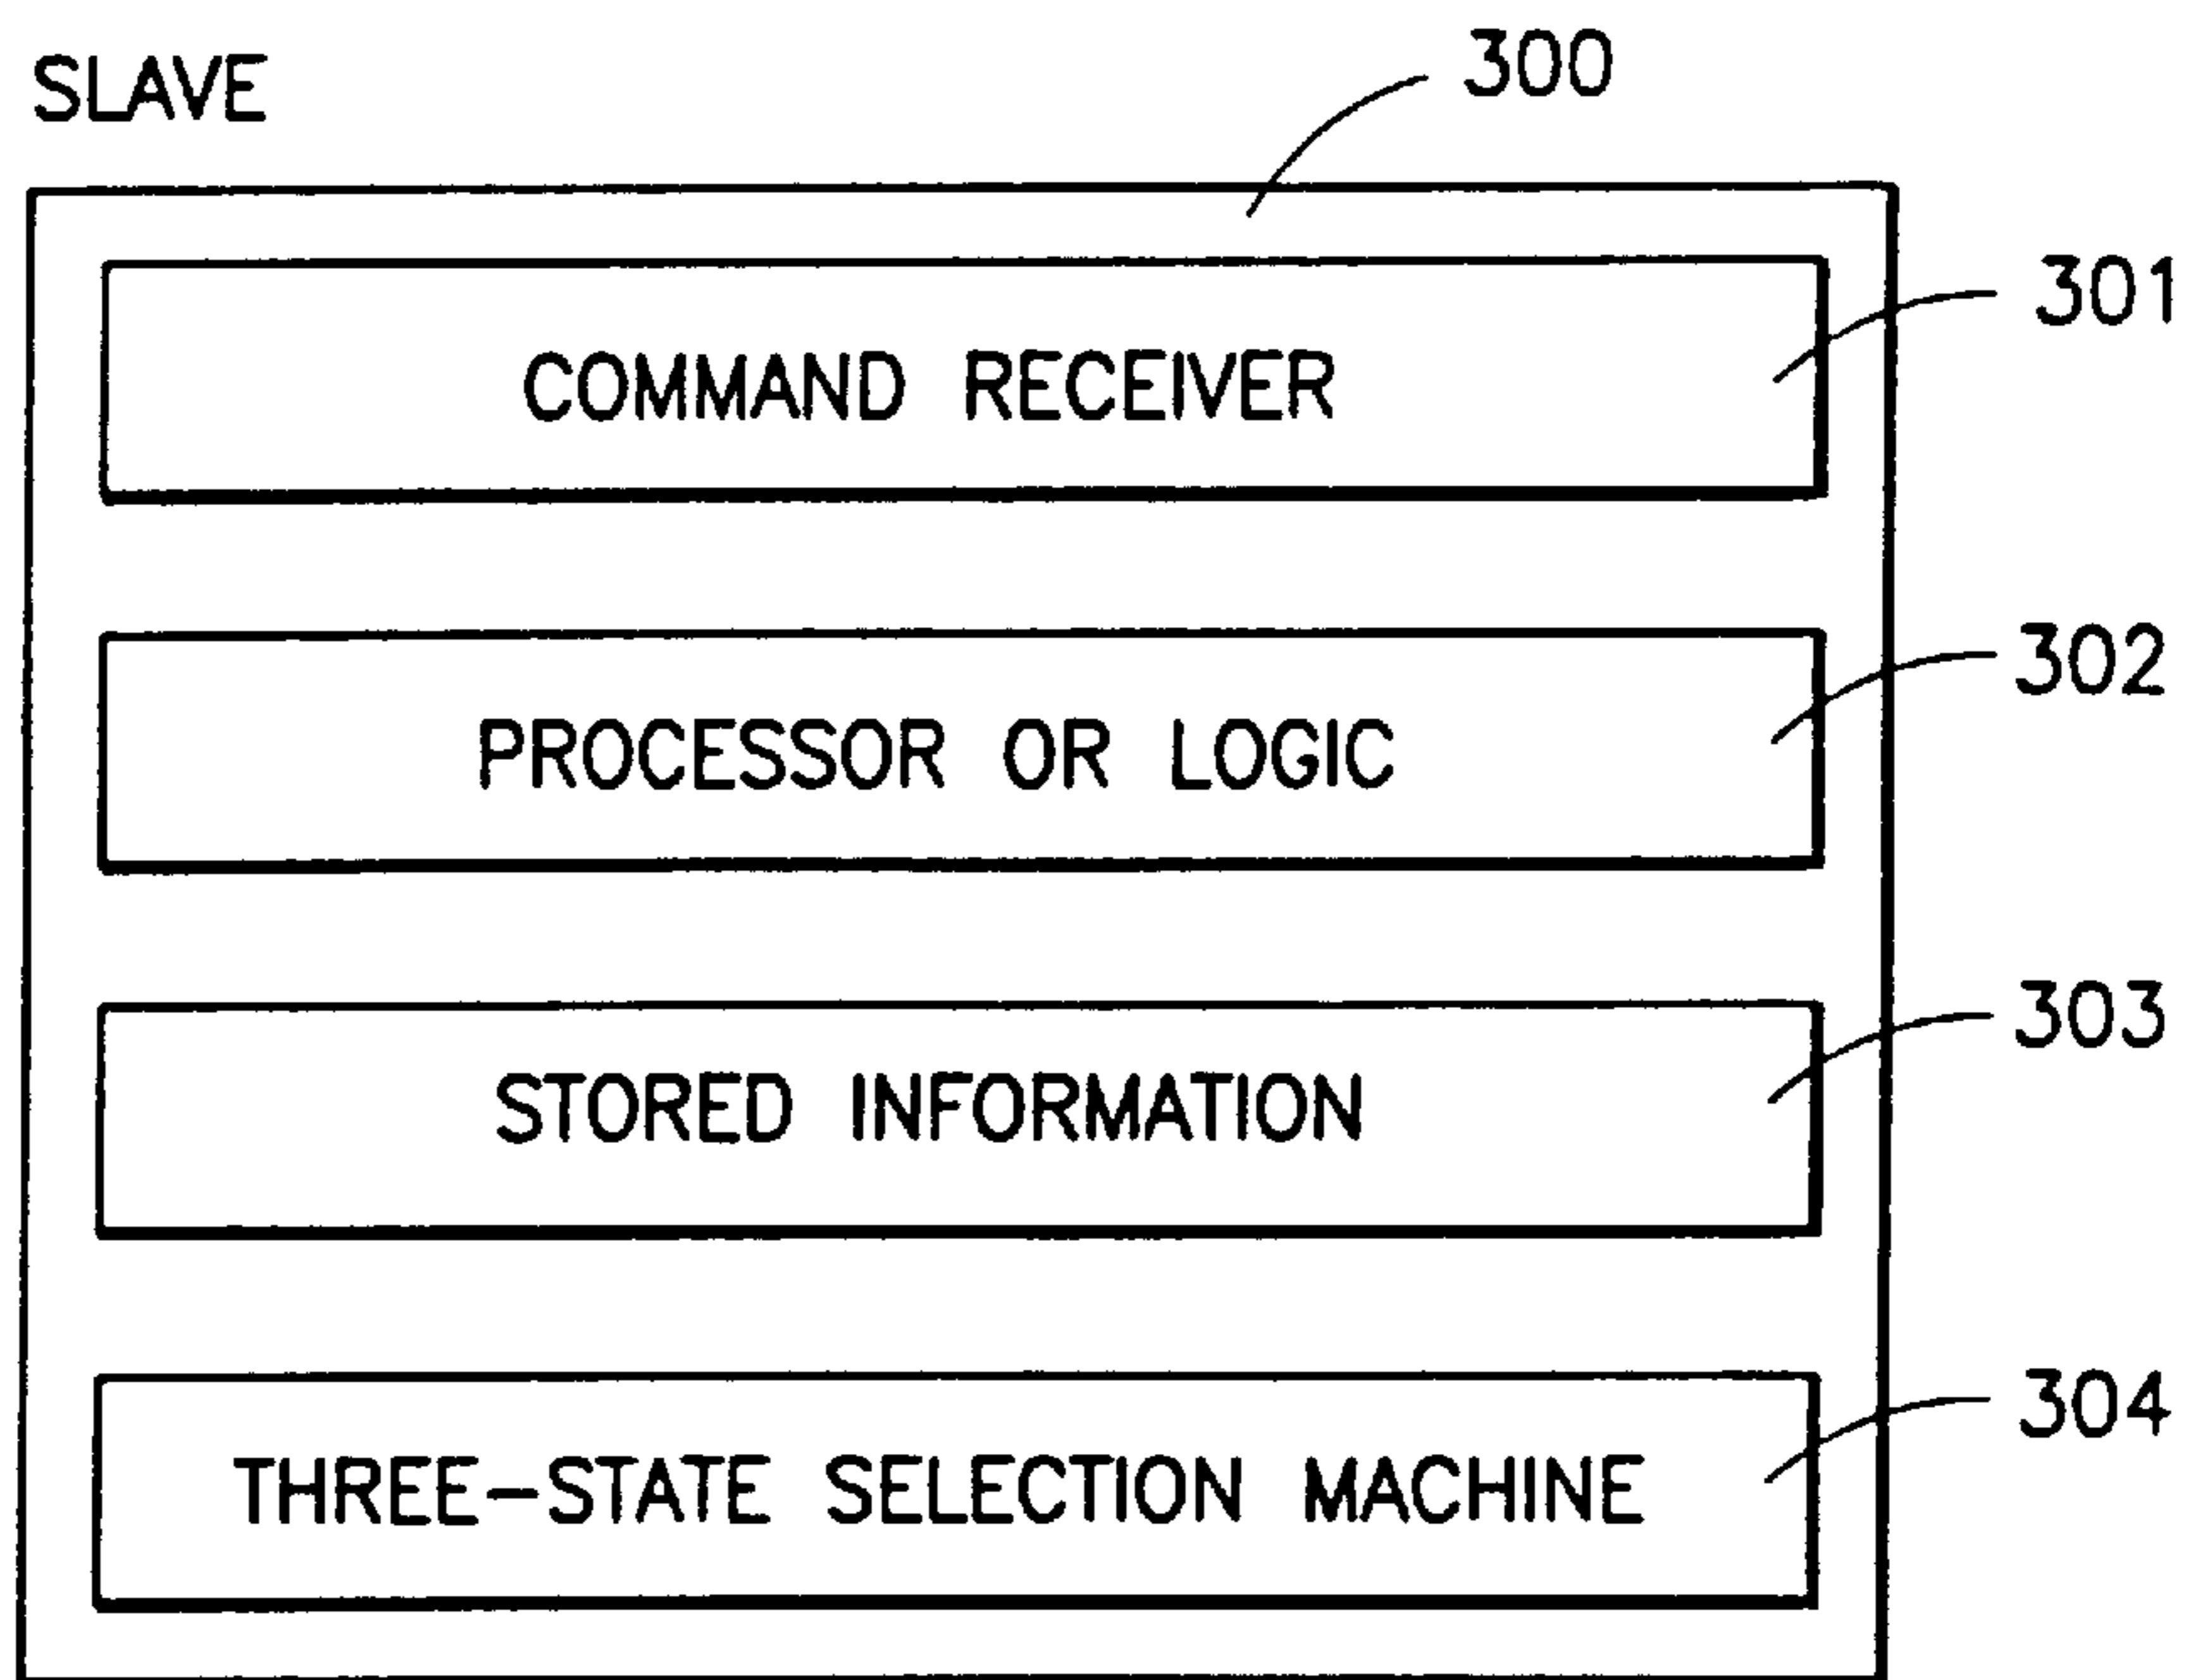 SLAVE
300
COMMAND RECEIVER
301
PROCESSOR OR LOGIC
302
STORED INFORMATION
303
THREE-STATE SELECTION MACHINE
304